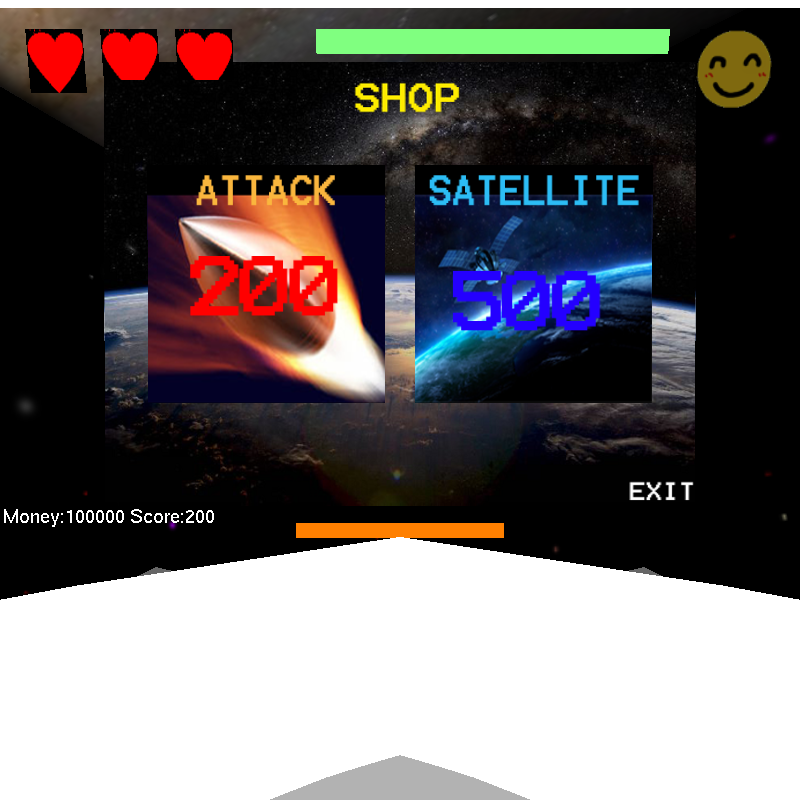 SHOP
ATTACK
SATELLITE
200
500
EXIT
Money:100000 Score:200